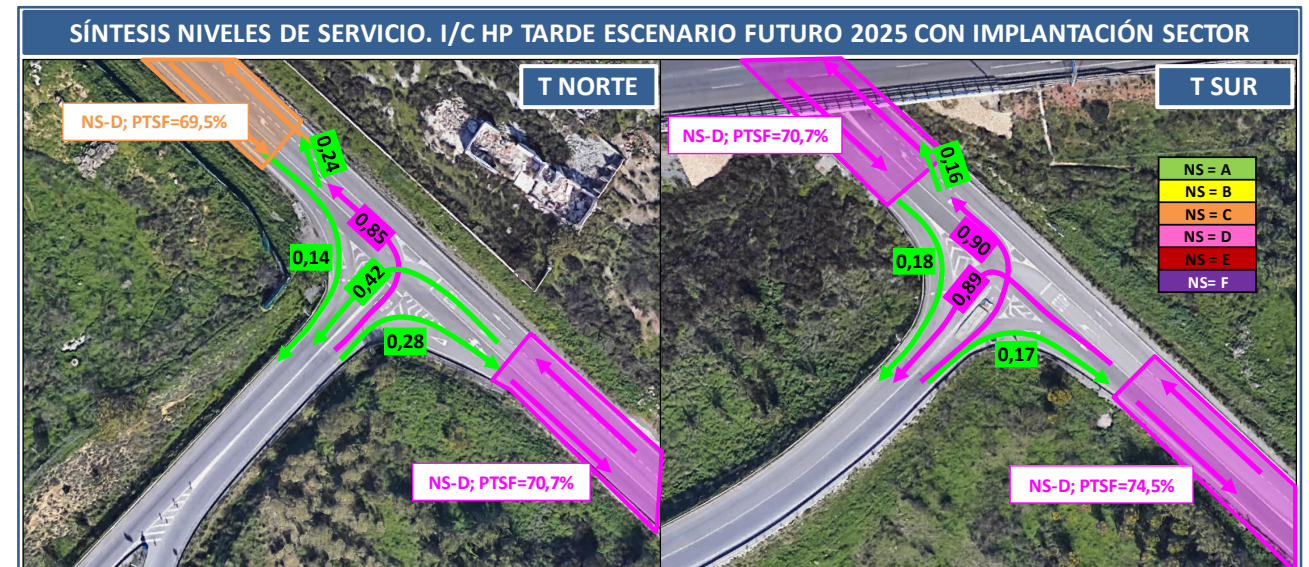 SÍNTESIS NIVELES DE SERVICIO. I/C HP TARDE ESCENARIO FUTURO 2025 CON IMPLANTACIÓN SECTOR
T NORTE
NS-D; PTSF=69,5%
0,24
0,85
0,14
0,42
0,28
NS-D; PTSF=70,7%
T SUR
NS-D; PTSF=70,7%
0,16
0,90
0,18
0,89
0,17
NS-D; PTSF=74,5%
NS = A
NS = B
NS = C
NS = D
NS = E
NS= F